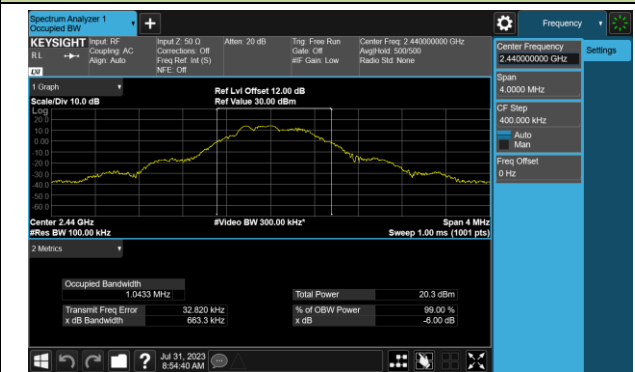 Spectrum Analyzer 1
Occupied BW
+
Frequency
KEYSIGHT
Input: RF
Coupling: AC
Align: Auto
Input Z: 50 Ω
Corrections: Off
Freq Ref: Int (S)
NFE: Off
Atten: 20 dB
Trig: Free Run
Gate: Off
#IF Gain: Low
Center Freq: 2.440000000 GHz
Avg|Hold: 500/500
Radio Std: None
RL
LXI
Center Frequency
2.440000000 GHz
Settings
Span
4.0000 MHz
CF Step
400.000 kHz
Auto
Man
Freq Offset
0 Hz
1 Graph
Scale/Div 10.0 dB
Ref Lvl Offset 12.00 dB
Ref Value 30.00 dBm
Log
20.0
10.0
0.00
-10.0
-20.0
-30.0
-40.0
-50.0
-60.0
Center 2.44 GHz
#Res BW 100.00 kHz
#Video BW 300.00 kHz*
Span 4 MHz
Sweep 1.00 ms (1001 pts)
2 Metrics
Occupied Bandwidth
1.0433 MHz
Total Power 20.3 dBm
Transmit Freq Error 32.820 kHz % of OBW Power 99.00 %
x dB Bandwidth 663.3 kHz x dB -6.00 dB
?
Jul 31, 2023
8:54:40 AM